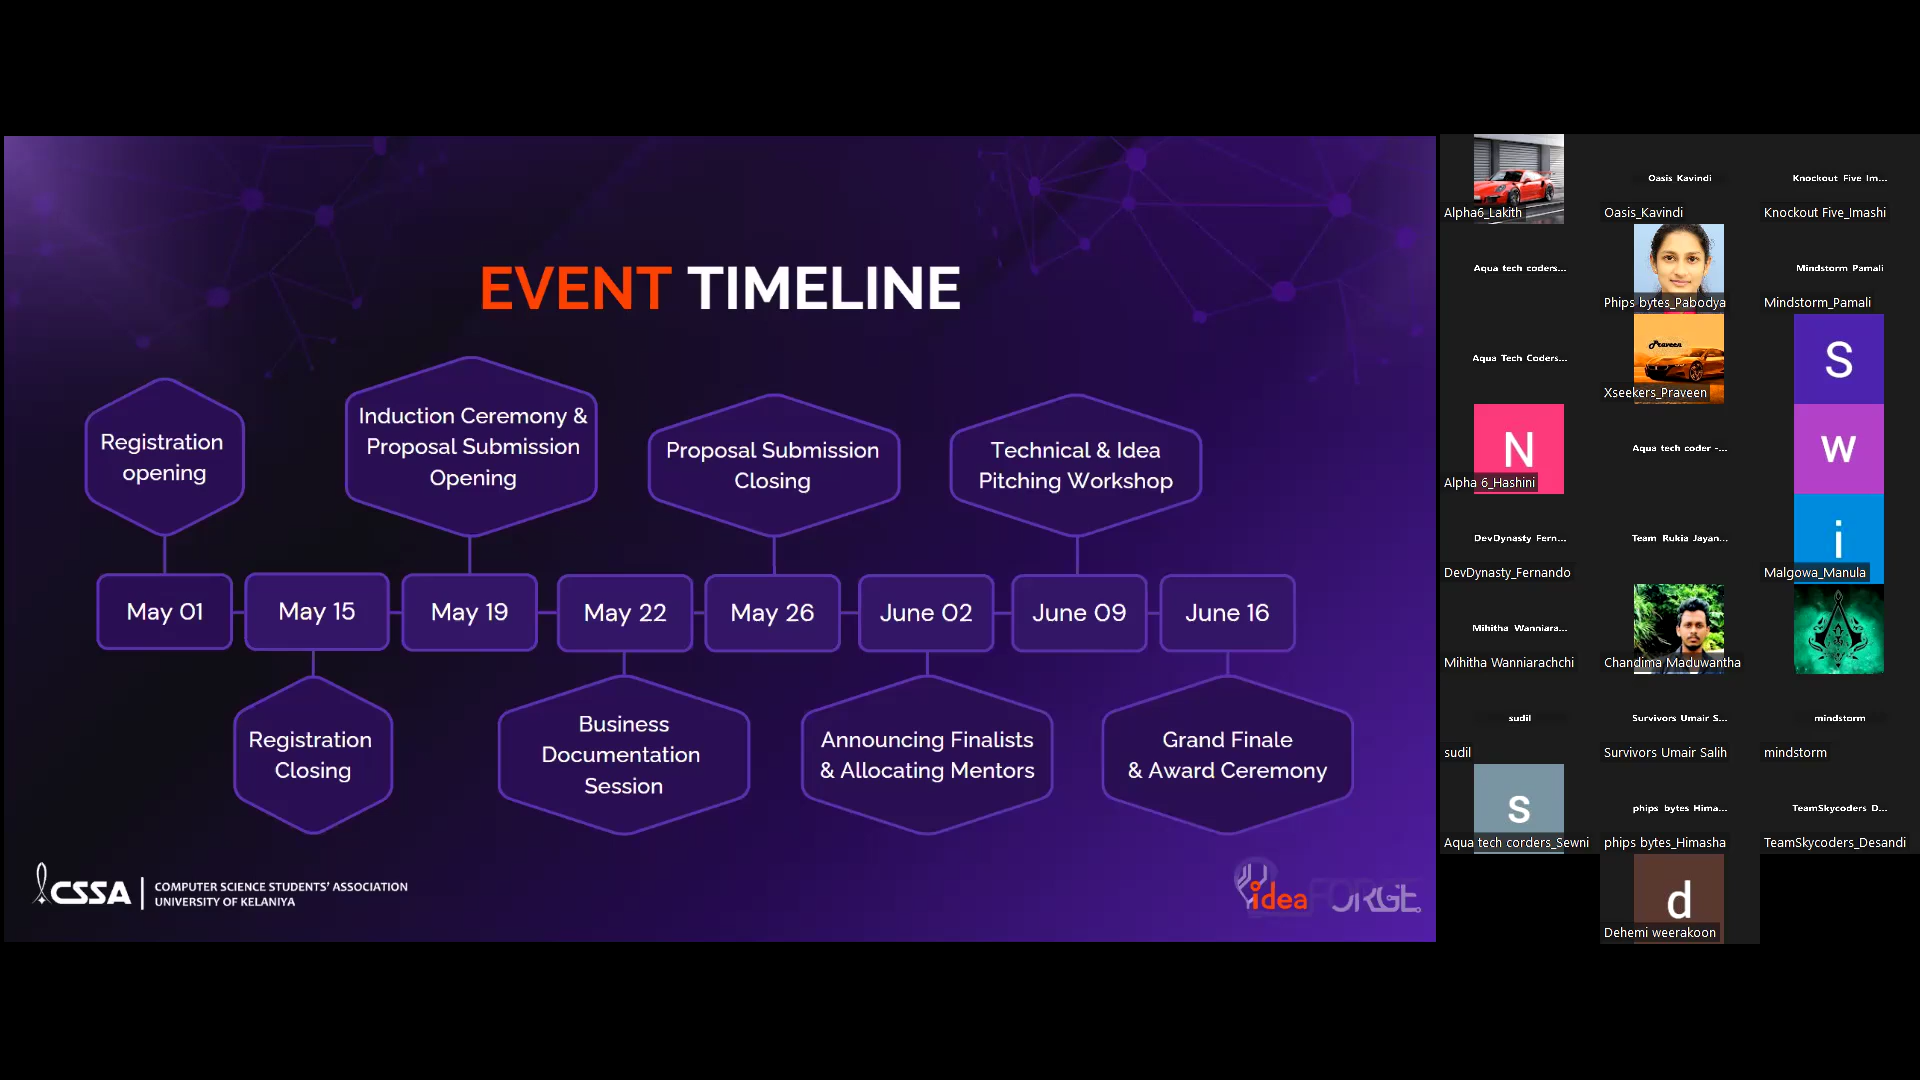 EVENT TIMELINE
Registration
opening
Induction Ceremony &
Proposal Submission
Opening
Proposal Submission
Closing
Technical & Idea
Pitching Workshop
May 01
May 15
May 19
May 22
May 26
June 02
June 09
June 16
Registration
Closing
Business
Documentation
Session
Announcing Finalists
& Allocating Mentors
Grand Finale
& Award Ceremony
CSSA
COMPUTER SCIENCE STUDENTS' ASSOCIATION
UNIVERSITY OF KELANIYA
idea FORGE
Alpha6_Lakith
Oasis Kavindi
Oasis_Kavindi
Knockout Five Im...
Knockout Five_Imashi
Aqua tech coders...
Phips bytes_Pabodya
Mindstorm Pamali
Mindstorm_Pamali
Aqua Tech Coders...
Praveen
Xseekers_Praveen
S
N
Alpha 6_Hashini
Aqua tech coder -...
w
DevDynasty Fern...
DevDynasty_Fernando
Team Rukia Jayan...
i
Malgowa_Manula
Mihitha Wanniara...
Mihitha Wanniarachchi
Chandima Maduwantha
sudil
sudil
Survivors Umair S...
Survivors Umair Salih
mindstorm
mindstorm
s
Aqua tech corders_Sewni
phips bytes Hima...
phips bytes_Himasha
TeamSkycoders D...
TeamSkycoders_Desandi
d
Dehemi weerakoon